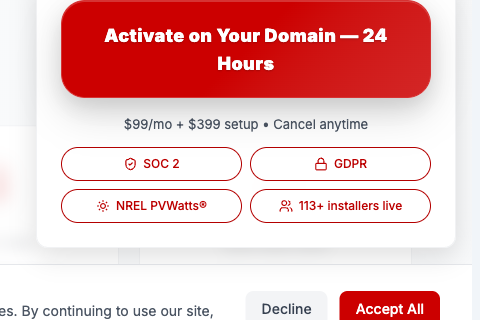 Activate on Your Domain — 24
Hours
$99/mo + $399 setup • Cancel anytime
SOC 2
GDPR
NREL PVWatts®
113+ installers live
es. By continuing to use our site,
Decline
Accept All